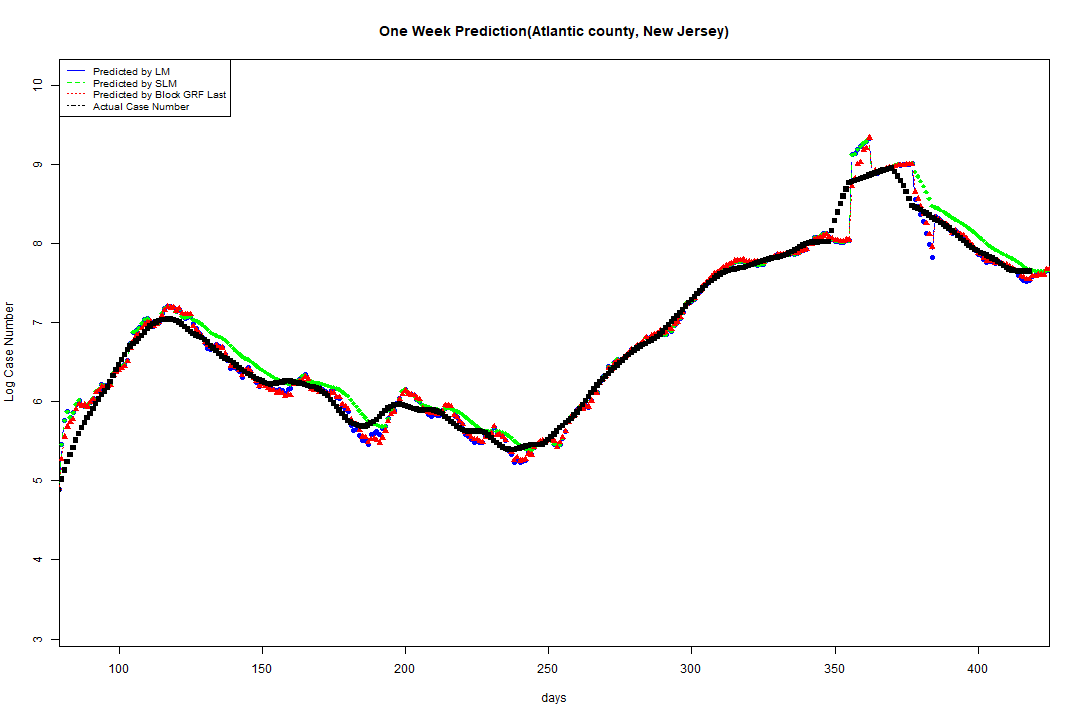 One Week Prediction(Atlantic county, New Jersey)
Predicted by LM
Predicted by SLM
Predicted by Block GRF Last
Actual Case Number
Log Case Number
10
9
8
7
6
5
4
3
100 150 200 250 300 350 400
days